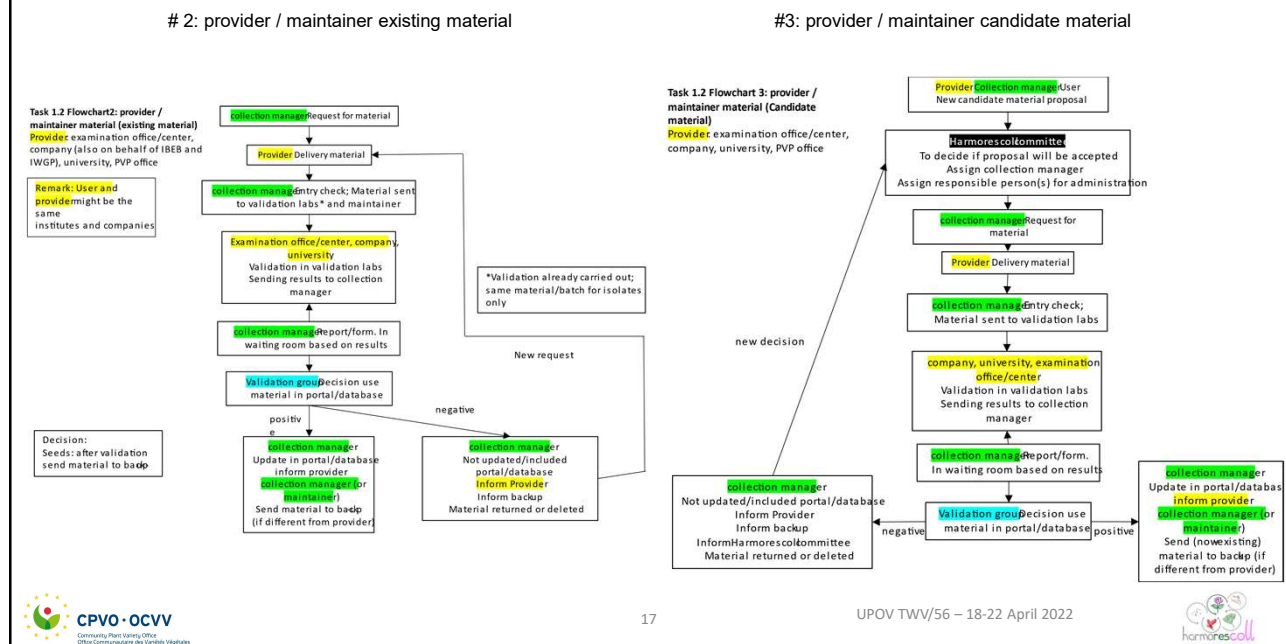 # 2: provider / maintainer existing material
Task 1.2 Flowchart2: provider /
maintainer material (existing material)
Provider: examination office/center,
company (also on behalf of IBEB and
IWGP), university, PVP office
Remark: User and
provider might be the
same
institutes and companies
collection manager Request for material
Provider Delivery material
collection manager Entry check; Material sent
to validation labs* and maintainer
Examination office/center, company,
university
Validation in validation labs
Sending results to collection
manager
*Validation already carried out;
same material/batch for isolates
only
collection manager Report/form. In
waiting room based on results
New request
Validation group Decision use
material in portal/database
positiv
e
negative
Decision:
Seeds: after validation
send material to backup
collection manager
Update in portal/database
inform provider
collection manager (or
maintainer)
Send material to back-up
(if different from provider)
collection manager
Not updated/included
portal/database
Inform Provider
Inform backup
Material returned or deleted
#3: provider / maintainer candidate material
Task 1.2 Flowchart 3: provider /
maintainer material (Candidate
material)
Provider: examination office/center,
company, university, PVP office
Provider Collection manager User
New candidate material proposal
Harmorescoll committee
To decide if proposal will be accepted
Assign collection manager
Assign responsible person(s) for administration
collection manager Request for
material
Provider Delivery material
collection manager Entry check;
Material sent to validation labs
new decision
company, university, examination
office/center
Validation in validation labs
Sending results to collection
manager
collection manager Report/form.
In waiting room based on results
Validation group Decision use
material in portal/database
negative
positive
collection manager
Not updated/included portal/database
Inform Provider
Inform backup
Inform Harmorescoll committee
Material returned or deleted
collection manager
Update in portal/databas
inform provider
collection manager (or
maintainer)
Send (now existing)
material to back-up (if
different from provider)
CPVO·OCVV
Community Plant Variety Office
Office Communautaire des Variétés Végétales
17
UPOV TWV/56 – 18-22 April 2022
harmorescoll